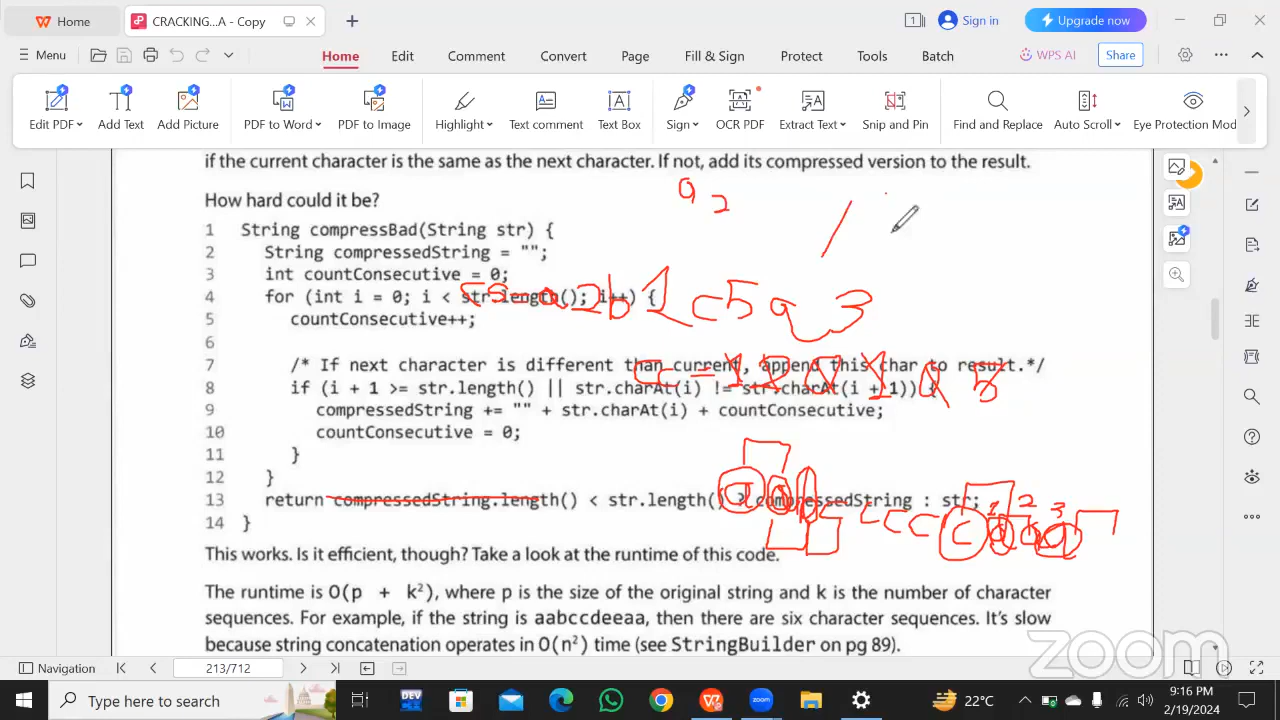 Home
CRACKING...A - Copy
Sign in
Upgrade now
Menu
Home Edit Comment Convert Page Fill & Sign Protect Tools Batch
WPS AI
Share
Edit PDF Add Text Add Picture PDF to Word PDF to Image Highlight Text comment Text Box Sign OCR PDF Extract Text Snip and Pin Find and Replace Auto Scroll Eye Protection Mod
if the current character is the same as the next character. If not, add its compressed version to the result.
How hard could it be?
a 2
1 String compressBad(String str) {
2 String compressedString = "";
3 int countConsecutive = 0;
4 for (int i = 0; i < str.length(); i++) {
cs = a2b1c5a3
5 countConsecutive++;
6
7 /* If next character is different than current, append this char to result.*/
8 if (i + 1 >= str.length() || str.charAt(i) != str.charAt(i + 1)) {
9 compressedString += "" + str.charAt(i) + countConsecutive;
10 countConsecutive = 0;
11 }
12 }
13 return compressedString.length() < str.length() ? compressedString : str;
14 }
1 2 3
This works. Is it efficient, though? Take a look at the runtime of this code.
The runtime is O(p + k²), where p is the size of the original string and k is the number of character
sequences. For example, if the string is aabccdeeaa, then there are six character sequences. It's slow
because string concatenation operates in O(n²) time (see StringBuilder on pg 89).
zoom
Navigation
213/712
Type here to search
DEV
22°C
9:16 PM
2/19/2024